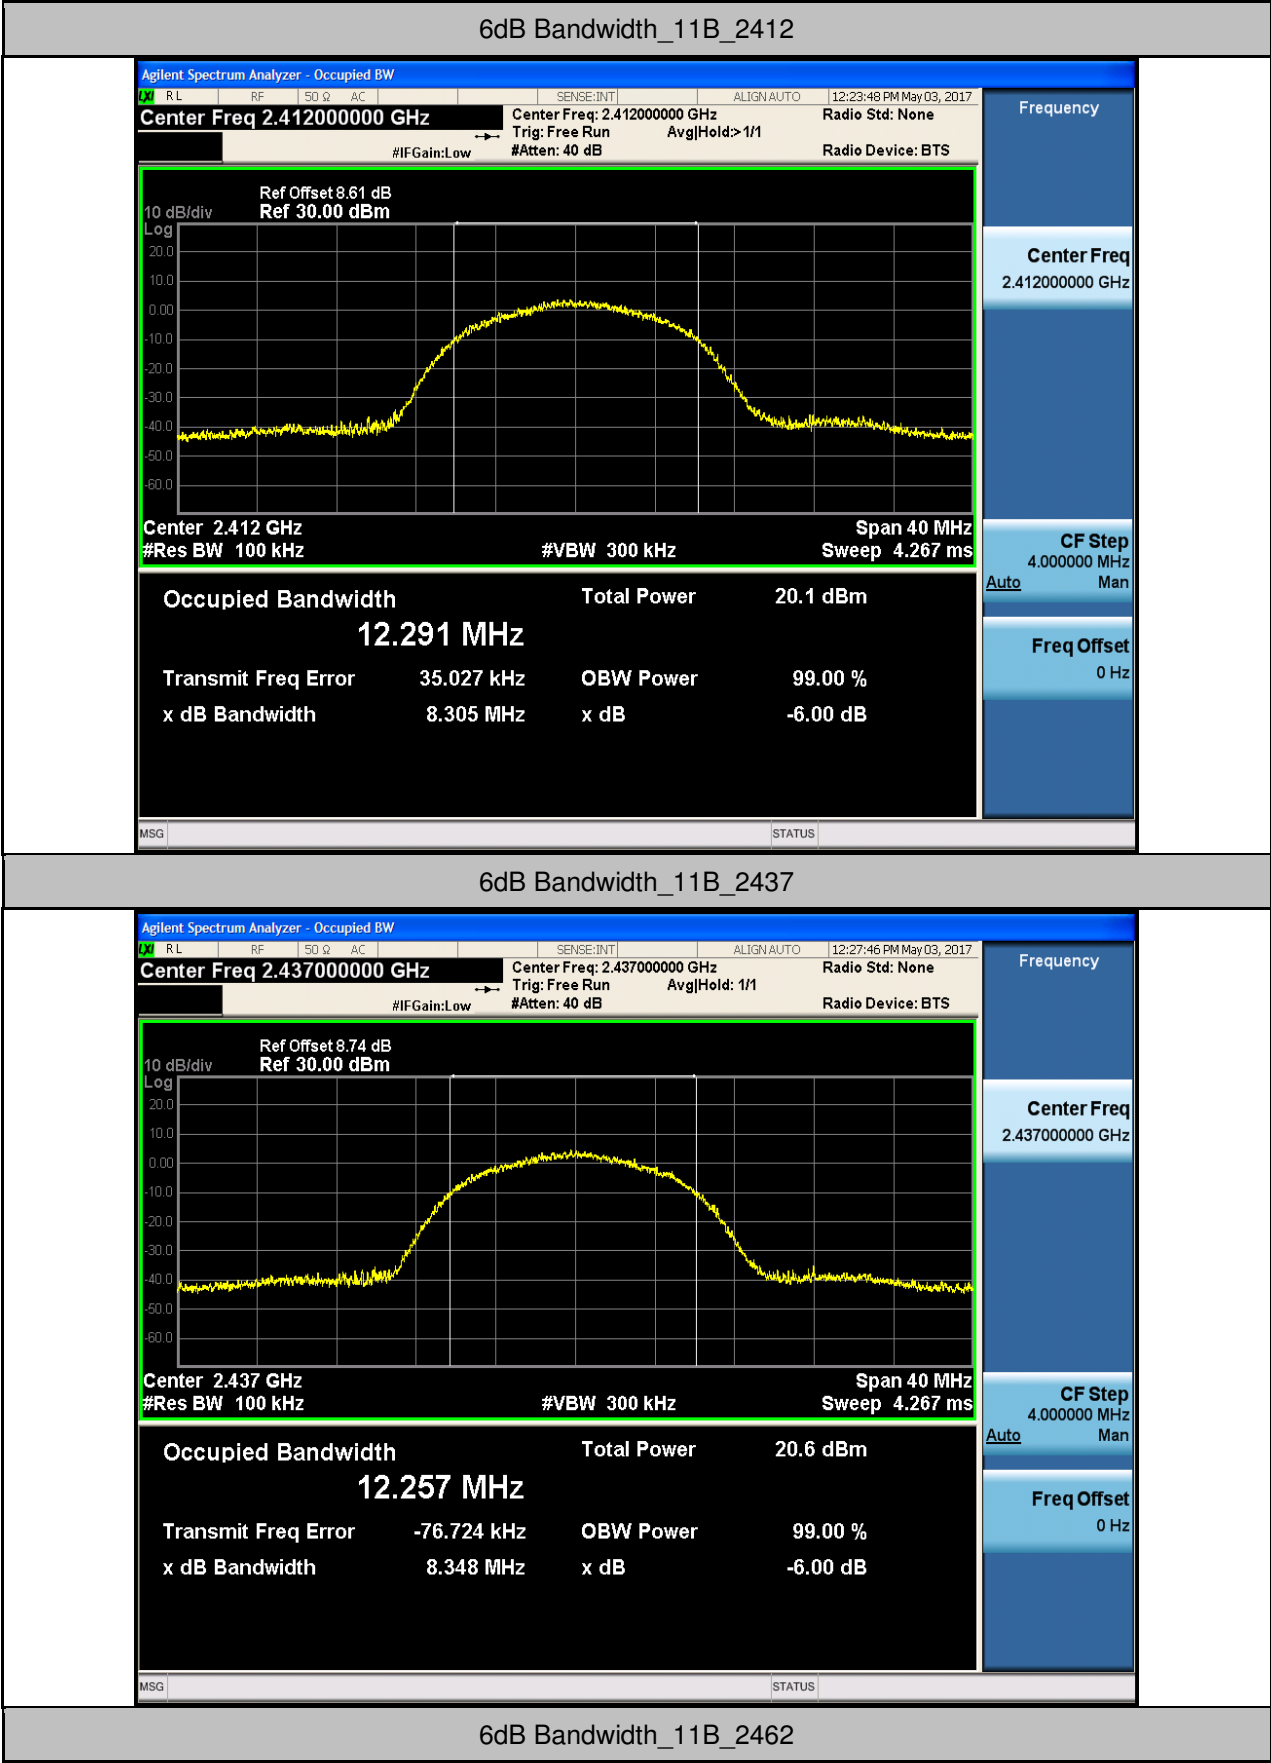 6dB Bandwidth_11B_2412
Agilent Spectrum Analyzer - Occupied BW
LXI RL RF 50 Ω AC SENSE:INT ALIGN AUTO 12:23:48 PM May 03, 2017
Center Freq 2.412000000 GHz Center Freq: 2.412000000 GHz Radio Std: None
Trig: Free Run Avg|Hold:>1/1
#IFGain:Low #Atten: 40 dB Radio Device: BTS
Frequency
Ref Offset 8.61 dB
10 dB/div Ref 30.00 dBm
Log
20.0
10.0
0.00
-10.0
-20.0
-30.0
-40.0
-50.0
-60.0
Center 2.412 GHz Span 40 MHz
#Res BW 100 kHz #VBW 300 kHz Sweep 4.267 ms
Center Freq
2.412000000 GHz
CF Step
4.000000 MHz
Auto Man
Freq Offset
0 Hz
Occupied Bandwidth Total Power 20.1 dBm
12.291 MHz
Transmit Freq Error 35.027 kHz OBW Power 99.00 %
x dB Bandwidth 8.305 MHz x dB -6.00 dB
MSG STATUS
6dB Bandwidth_11B_2437
Agilent Spectrum Analyzer - Occupied BW
LXI RL RF 50 Ω AC SENSE:INT ALIGN AUTO 12:27:46 PM May 03, 2017
Center Freq 2.437000000 GHz Center Freq: 2.437000000 GHz Radio Std: None
Trig: Free Run Avg|Hold: 1/1
#IFGain:Low #Atten: 40 dB Radio Device: BTS
Frequency
Ref Offset 8.74 dB
10 dB/div Ref 30.00 dBm
Log
20.0
10.0
0.00
-10.0
-20.0
-30.0
-40.0
-50.0
-60.0
Center 2.437 GHz Span 40 MHz
#Res BW 100 kHz #VBW 300 kHz Sweep 4.267 ms
Center Freq
2.437000000 GHz
CF Step
4.000000 MHz
Auto Man
Freq Offset
0 Hz
Occupied Bandwidth Total Power 20.6 dBm
12.257 MHz
Transmit Freq Error -76.724 kHz OBW Power 99.00 %
x dB Bandwidth 8.348 MHz x dB -6.00 dB
MSG STATUS
6dB Bandwidth_11B_2462